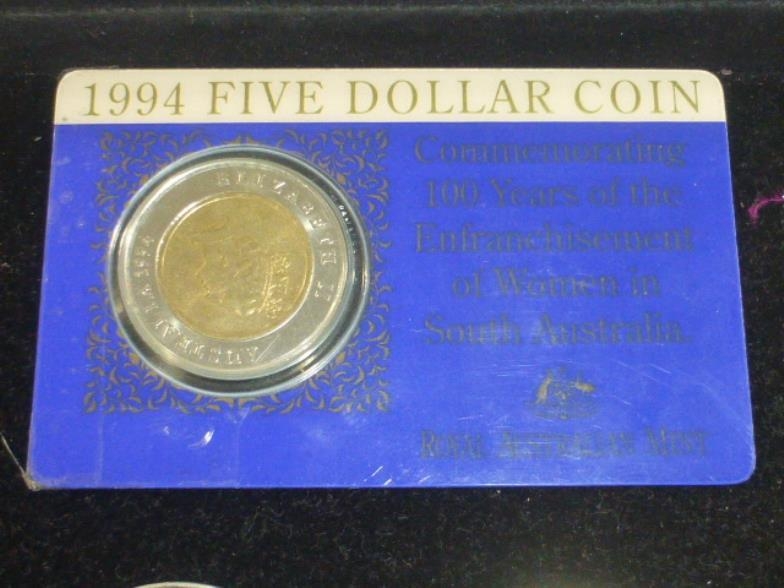 1994 FIVE DOLLAR COIN
Commemorating
100 Years of the
Enfranchisement
of Women in
South Australia.
ROYAL AUSTRALIAN MINT
ELIZABETH II
AUSTRALIA 1994